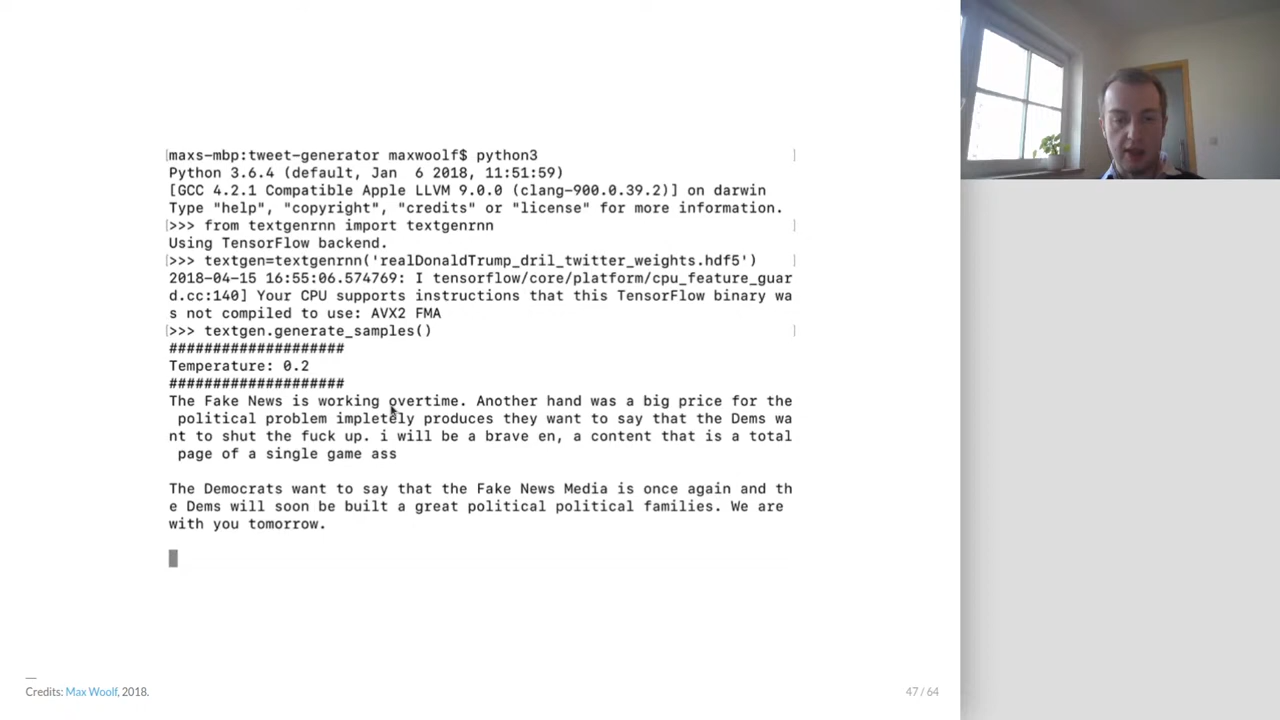 maxs-mbp:tweet-generator maxwoolf$ python3
Python 3.6.4 (default, Jan  6 2018, 11:51:59)
[GCC 4.2.1 Compatible Apple LLVM 9.0.0 (clang-900.0.39.2)] on darwin
Type "help", "copyright", "credits" or "license" for more information.
>>> from textgenrnn import textgenrnn
Using TensorFlow backend.
>>> textgen=textgenrnn('realDonaldTrump_dril_twitter_weights.hdf5')
2018-04-15 16:55:06.574769: I tensorflow/core/platform/cpu_feature_guar
d.cc:140] Your CPU supports instructions that this TensorFlow binary wa
s not compiled to use: AVX2 FMA
>>> textgen.generate_samples()
####################
Temperature: 0.2
####################
The Fake News is working overtime. Another hand was a big price for the
 political problem impletely produces they want to say that the Dems wa
nt to shut the fuck up. i will be a brave en, a content that is a total
 page of a single game ass
The Democrats want to say that the Fake News Media is once again and th
e Dems will soon be built a great political political families. We are
with you tomorrow.
Credits: Max Woolf, 2018.
47 / 64